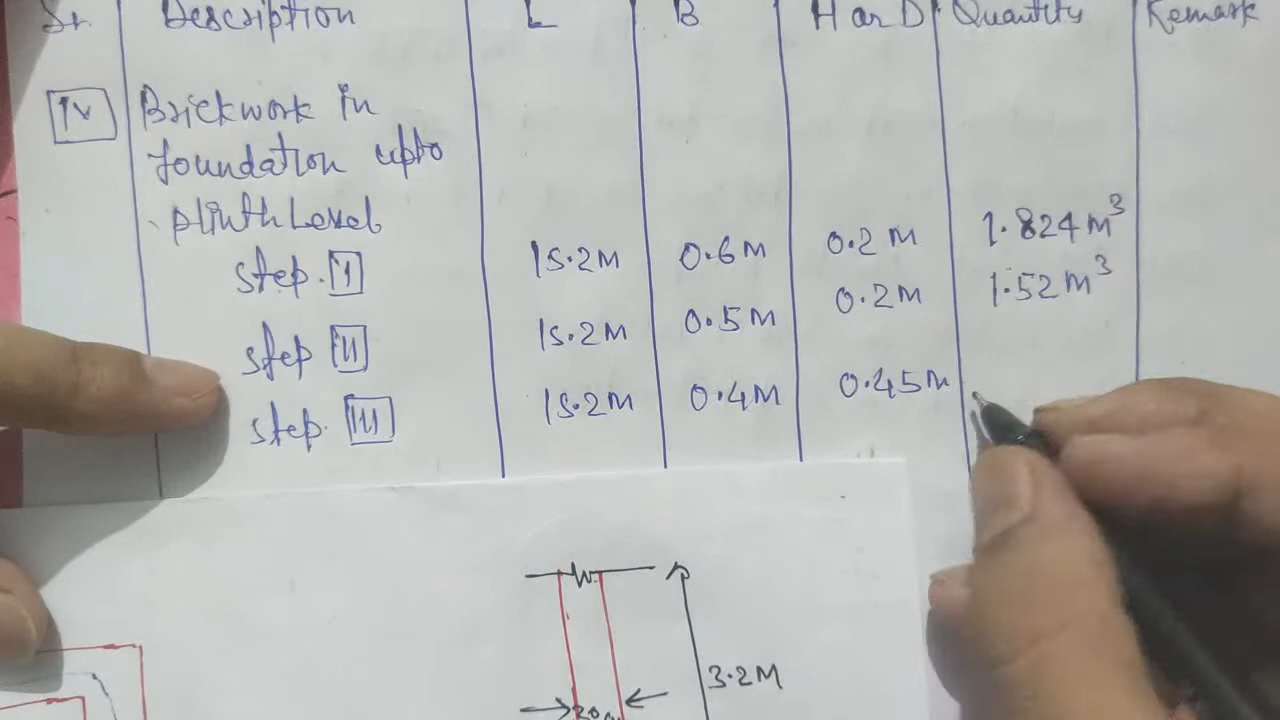 Sr. Description L B H or D Quantity Remark
IV Brickwork in
foundation upto
plinth Level
step. I 15.2M 0.6M 0.2M 1.824M³
step II 15.2M 0.5M 0.2M 1.52M³
step. III 15.2M 0.4M 0.45M
3.2M